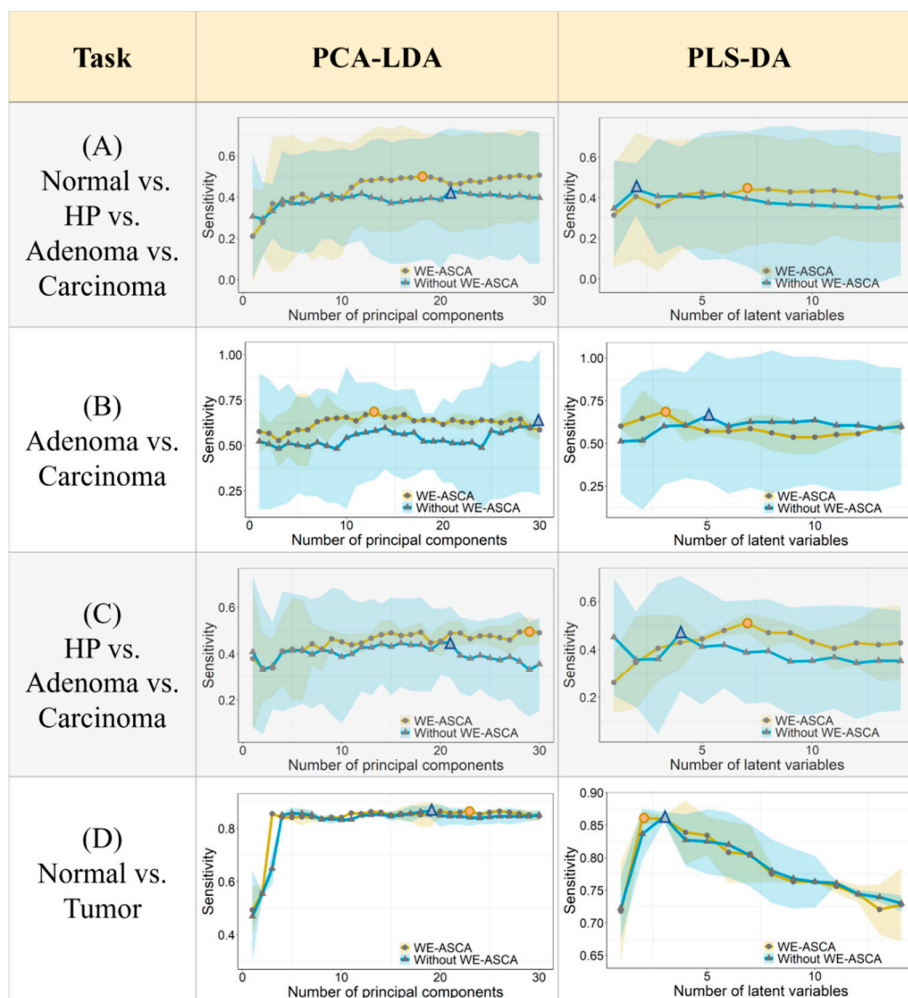 Task PCA-LDA PLS-DA
(A)
Normal vs.
HP vs.
Adenoma vs.
Carcinoma
Sensitivity
0.6
0.4
0.2
0.0
WE-ASCA
Without WE-ASCA
0 10 20 30
Number of principal components
Sensitivity
0.6
0.4
0.2
0.0
WE-ASCA
Without WE-ASCA
5 10
Number of latent variables
(B)
Adenoma vs.
Carcinoma
Sensitivity
1.00
0.75
0.50
0.25
WE-ASCA
Without WE-ASCA
0 10 20 30
Number of principal components
Sensitivity
1.00
0.75
0.50
0.25
WE-ASCA
Without WE-ASCA
5 10
Number of latent variables
(C)
HP vs.
Adenoma vs.
Carcinoma
Sensitivity
0.6
0.4
0.2
WE-ASCA
Without WE-ASCA
0 10 20 30
Number of principal components
Sensitivity
0.6
0.4
0.2
WE-ASCA
Without WE-ASCA
5 10
Number of latent variables
(D)
Normal vs.
Tumor
Sensitivity
0.8
0.6
0.4
WE-ASCA
Without WE-ASCA
0 10 20 30
Number of principal components
Sensitivity
0.90
0.85
0.80
0.75
0.70
0.65
WE-ASCA
Without WE-ASCA
5 10
Number of latent variables